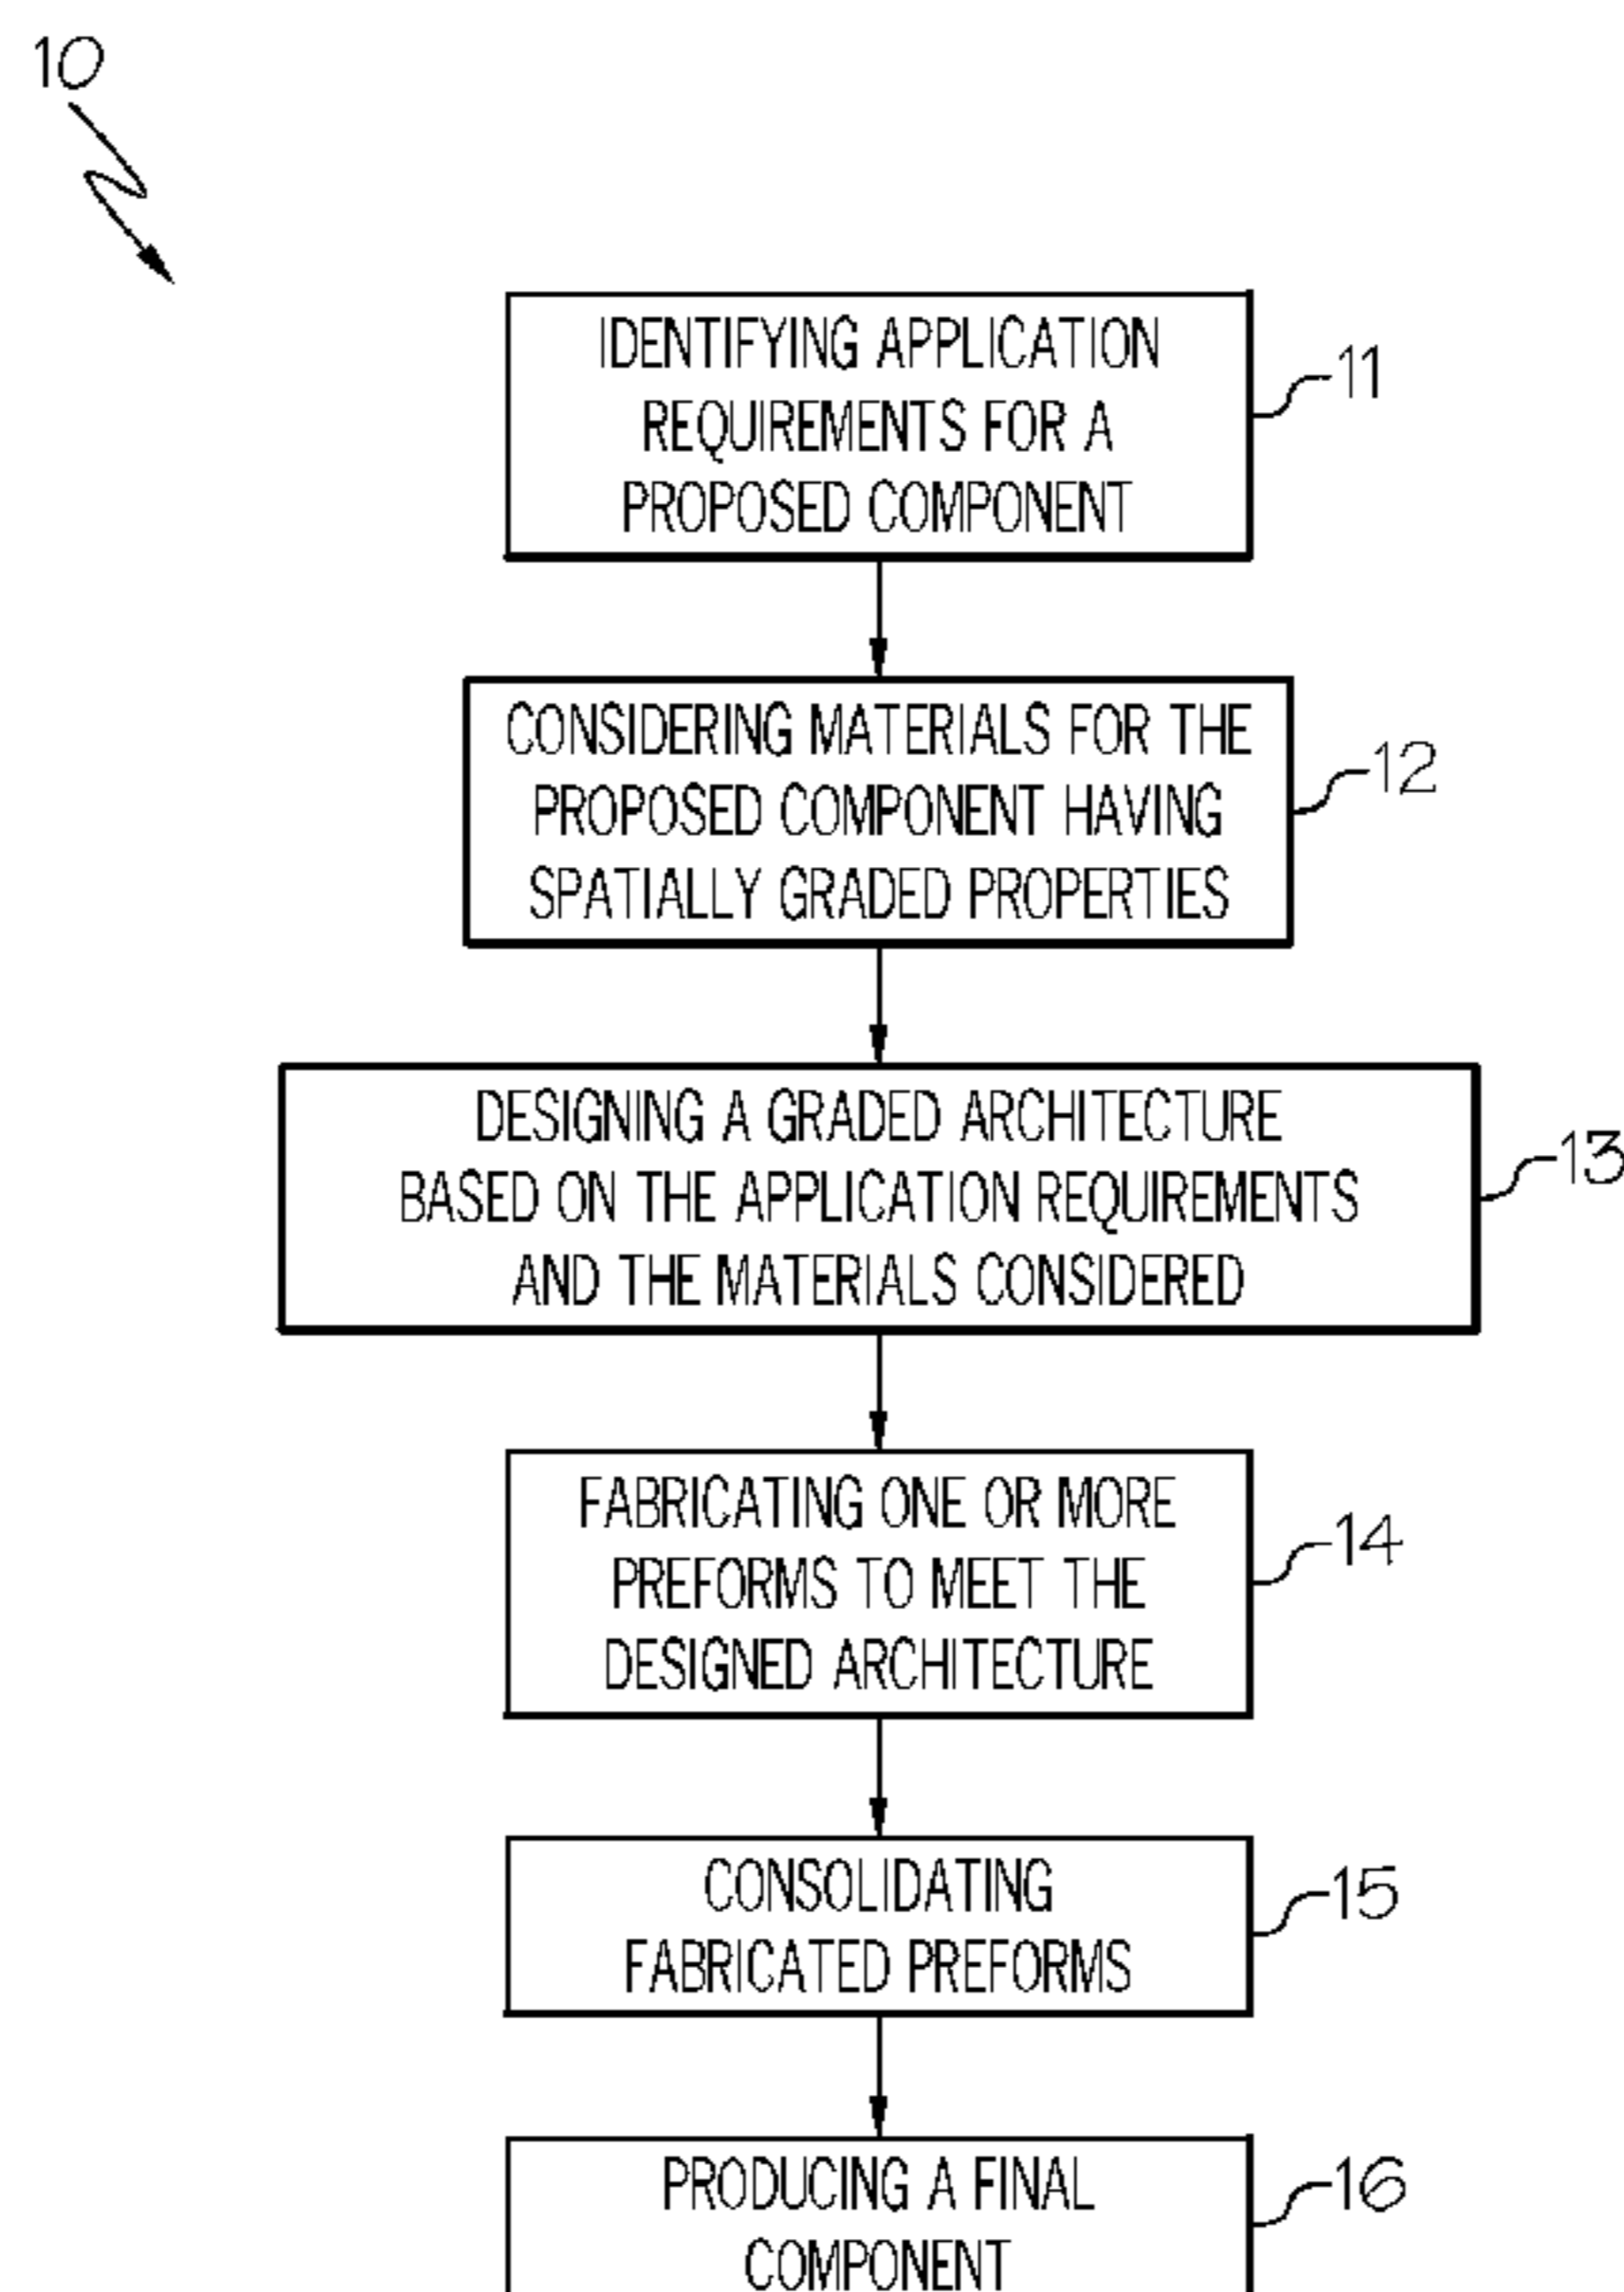 10
IDENTIFYING APPLICATION
REQUIREMENTS FOR A
PROPOSED COMPONENT
11
CONSIDERING MATERIALS FOR THE
PROPOSED COMPONENT HAVING
SPATIALLY GRADED PROPERTIES
12
DESIGNING A GRADED ARCHITECTURE
BASED ON THE APPLICATION REQUIREMENTS
AND THE MATERIALS CONSIDERED
13
FABRICATING ONE OR MORE
PREFORMS TO MEET THE
DESIGNED ARCHITECTURE
14
CONSOLIDATING
FABRICATED PREFORMS
15
PRODUCING A FINAL
COMPONENT
16